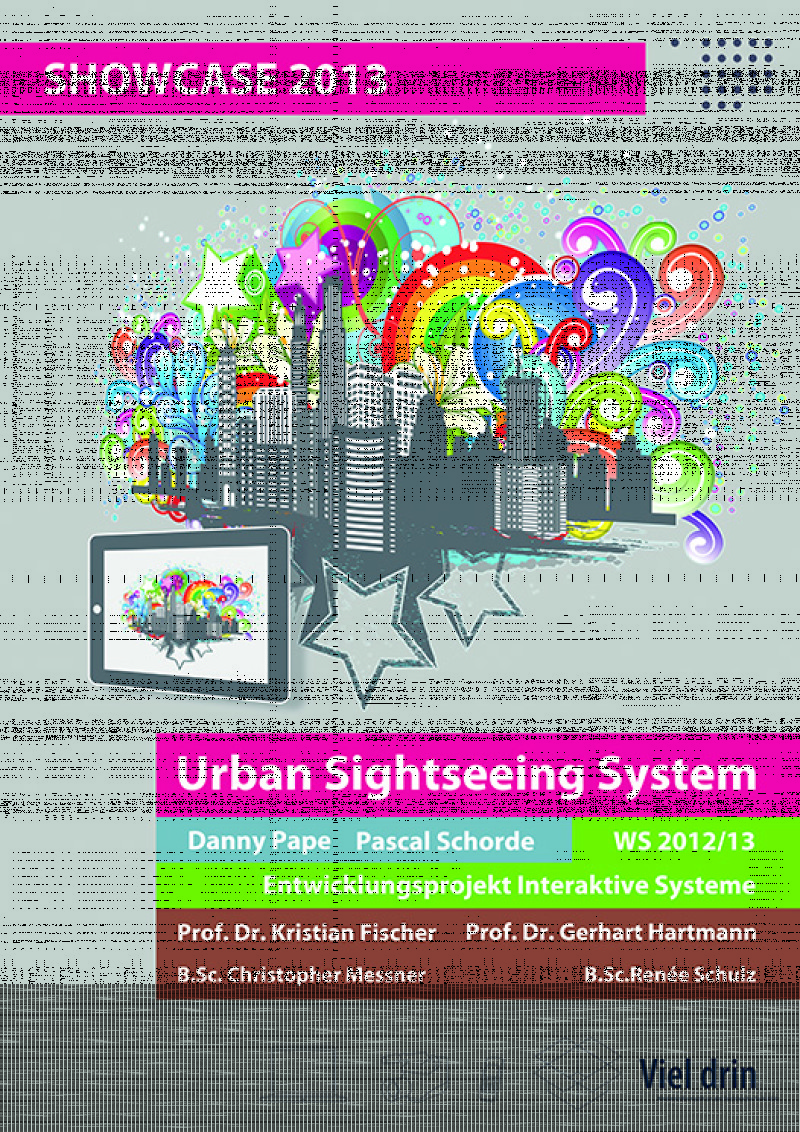 SHOWCASE 2013
Urban Sightseeing System
Danny Pape Pascal Schorde WS 2012/13
Entwicklungsprojekt Interaktive Systeme
Prof. Dr. Kristian Fischer Prof. Dr. Gerhart Hartmann
B.Sc. Christopher Messner B.Sc.Renée Schulz
Viel drin